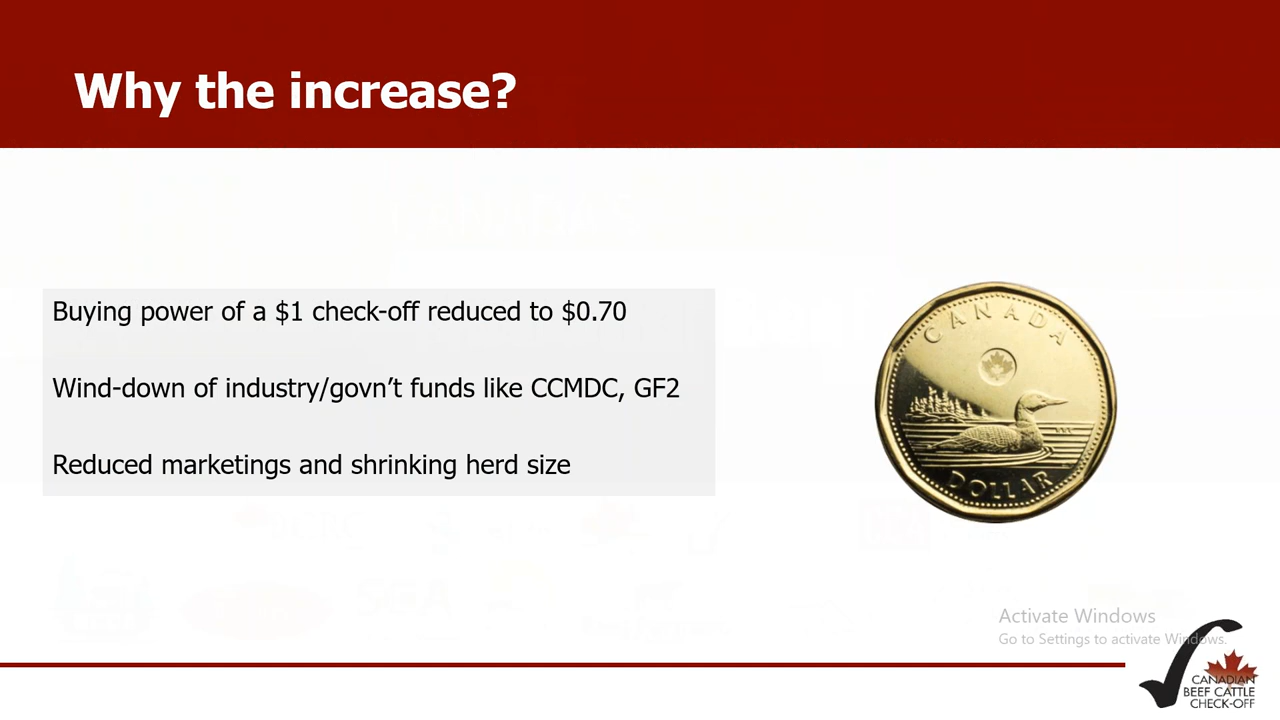 Why the increase?
Buying power of a $1 check-off reduced to $0.70
Wind-down of industry/govn’t funds like CCMDC, GF2
Reduced marketings and shrinking herd size
CANADA
DOLLAR
Activate Windows
Go to Settings to activate Windows.
CANADIAN
BEEF CATTLE
CHECK-OFF